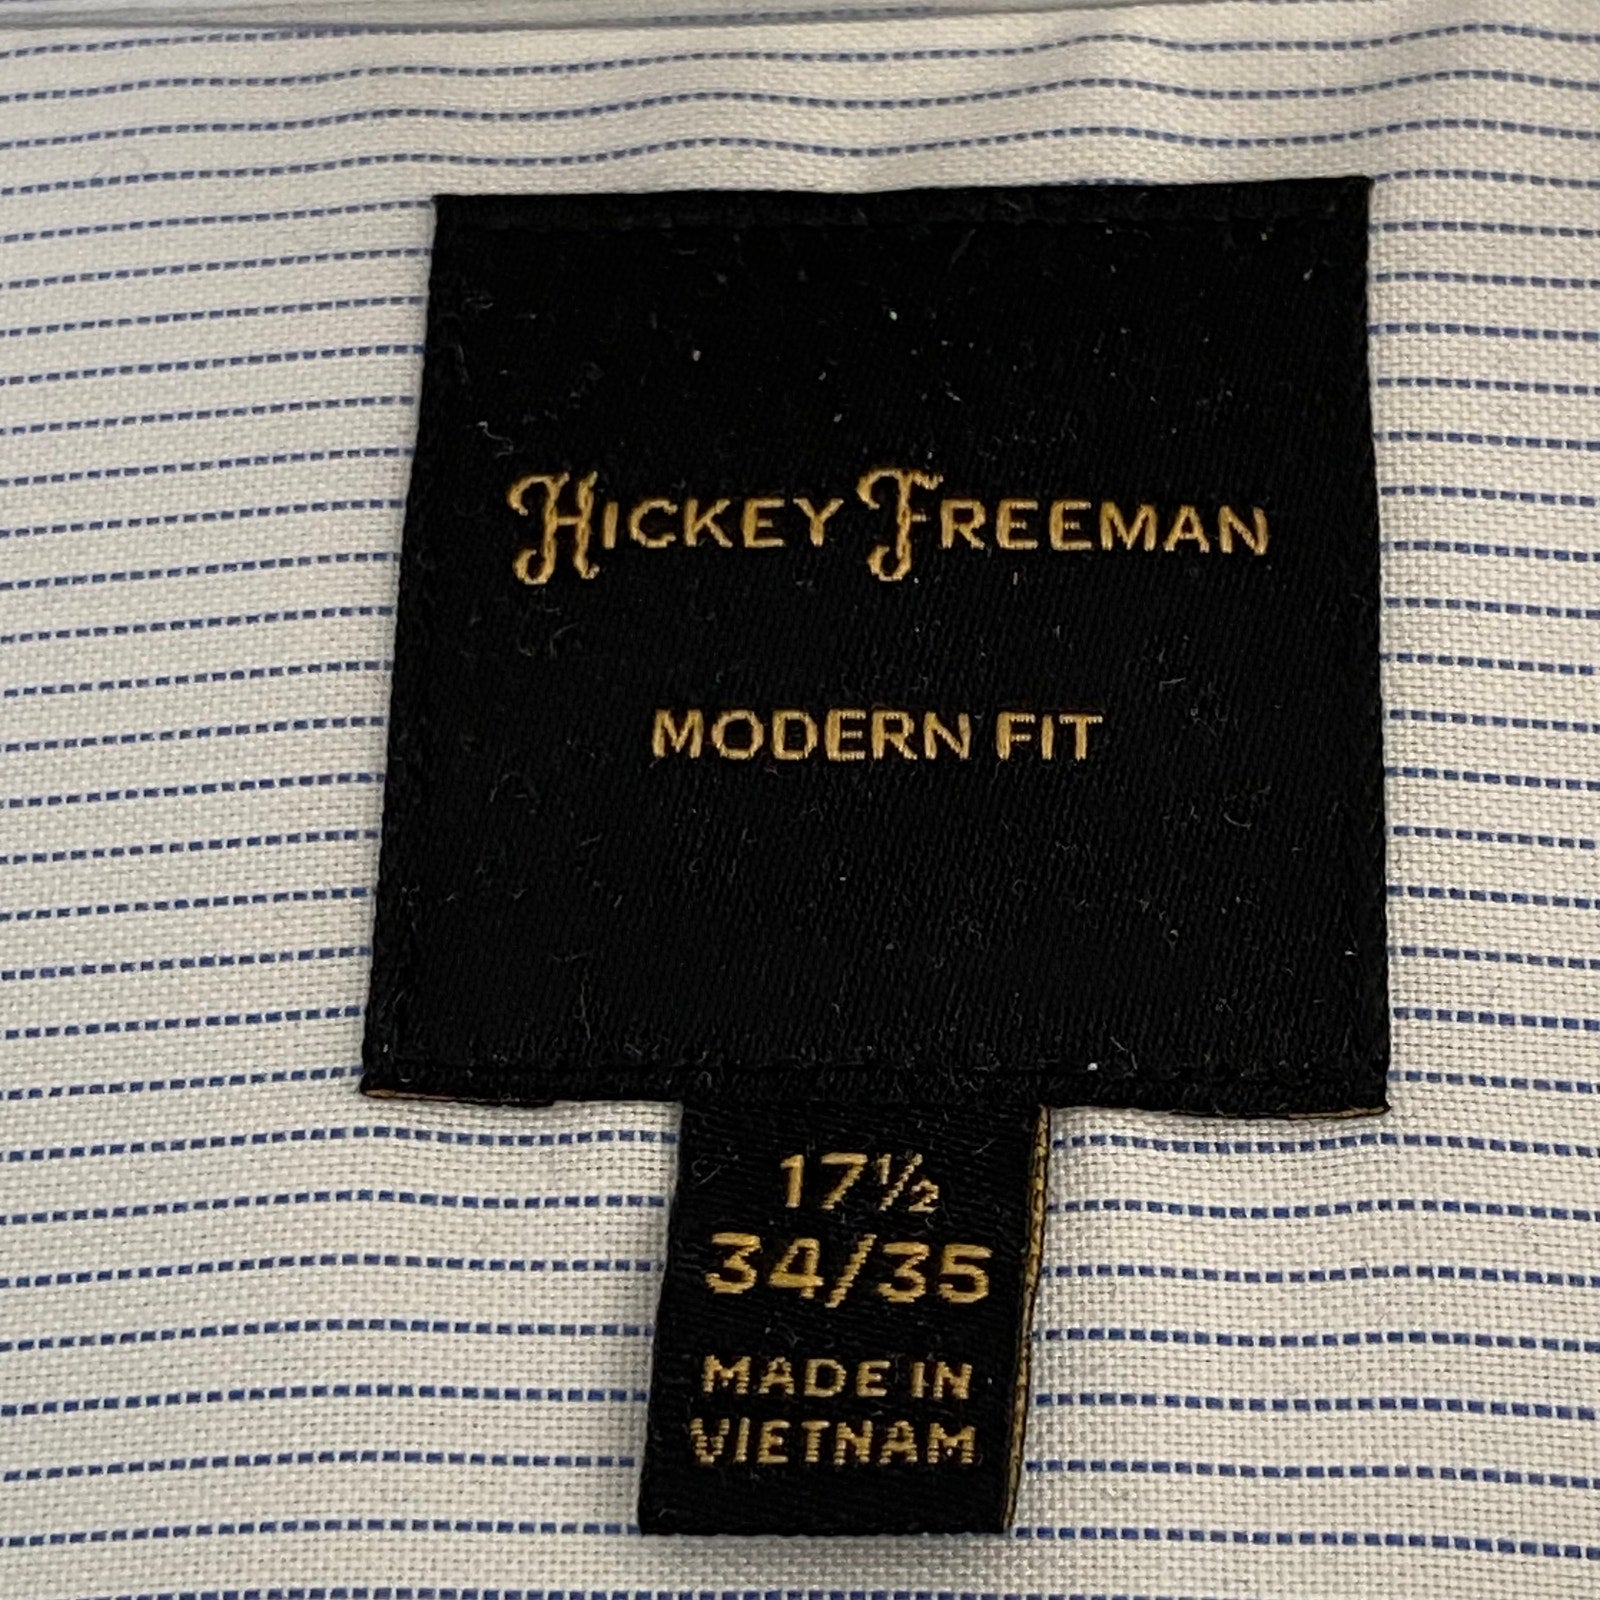 HICKEY FREEMAN
MODERN FIT
17½
34/35
MADE IN
VIETNAM